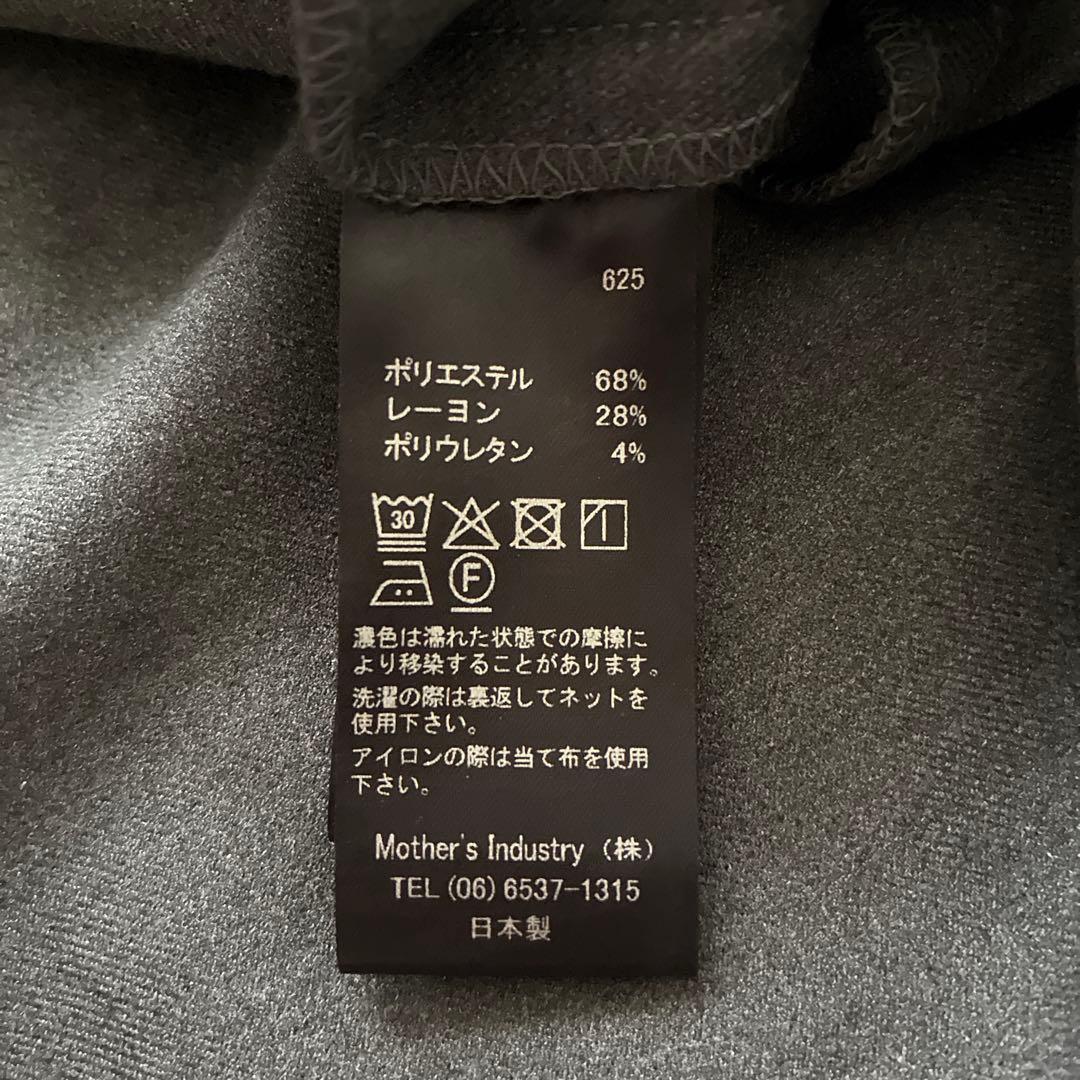 625
ポリエステル 68%
レーヨン 28%
ポリウレタン 4%
30
F
濃色は濡れた状態での摩擦に
より移染することがあります。
洗濯の際は裏返してネットを
使用下さい。
アイロンの際は当て布を使用
下さい。
Mother's Industry (株)
TEL (06) 6537-1315
日本製